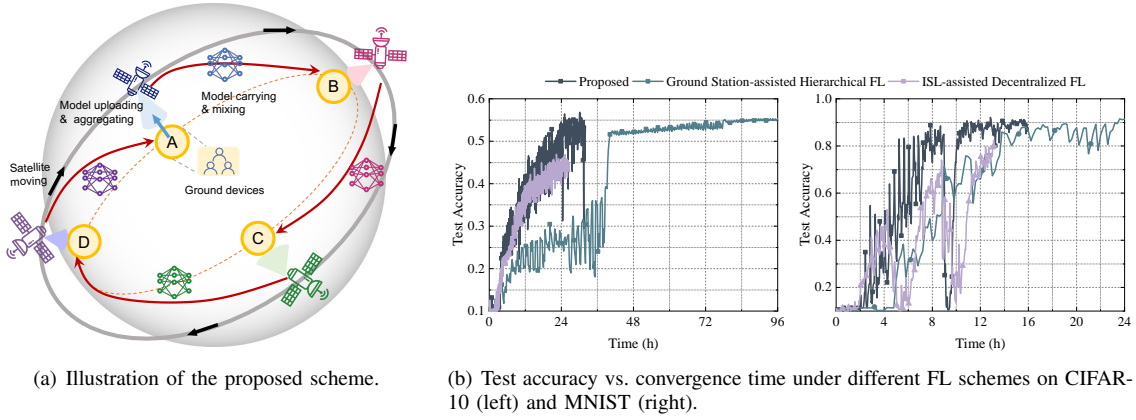 Model uploading
& aggregating
Model carrying
& mixing
A
B
C
D
Satellite
moving
Ground devices
Proposed
Ground Station-assisted Hierarchical FL
ISL-assisted Decentralized FL
Test Accuracy
0.6
0.5
0.4
0.3
0.2
0.1
0 24 48 72 96
Time (h)
Test Accuracy
1.0
0.8
0.6
0.4
0.2
0 4 8 12 16 20 24
Time (h)
(a) Illustration of the proposed scheme.
(b) Test accuracy vs. convergence time under different FL schemes on CIFAR-
10 (left) and MNIST (right).